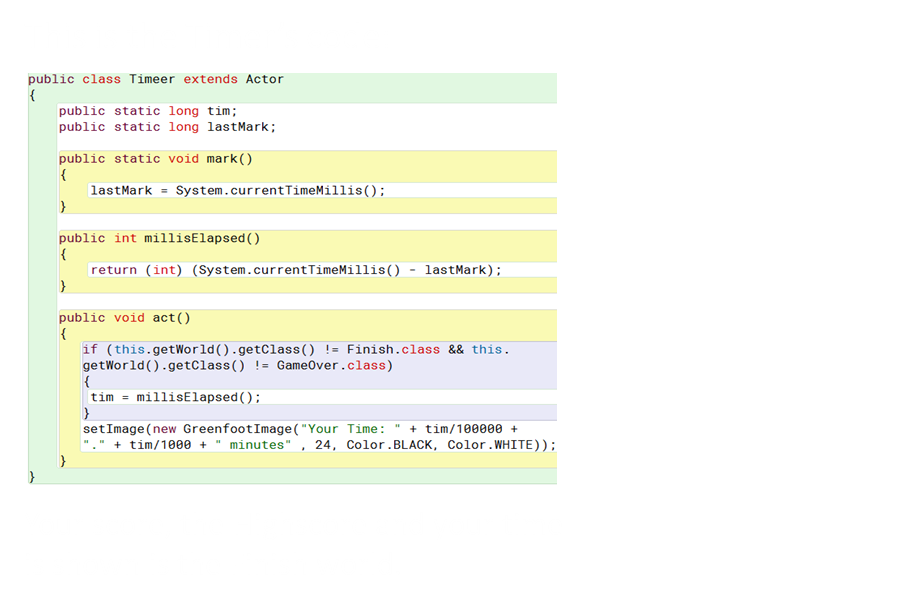 public class Timeer extends Actor
{
public static long tim;
public static long lastMark;
public static void mark()
{
lastMark = System.currentTimeMillis();
}
public int millisElapsed()
{
return (int) (System.currentTimeMillis() - lastMark);
}
public void act()
{
if (this.getWorld().getClass() != Finish.class && this.
getWorld().getClass() != GameOver.class)
{
tim = millisElapsed();
}
setImage(new GreenfootImage("Your Time: " + tim/100000 +
"." + tim/1000 + " minutes" , 24, Color.BLACK, Color.WHITE));
}
}